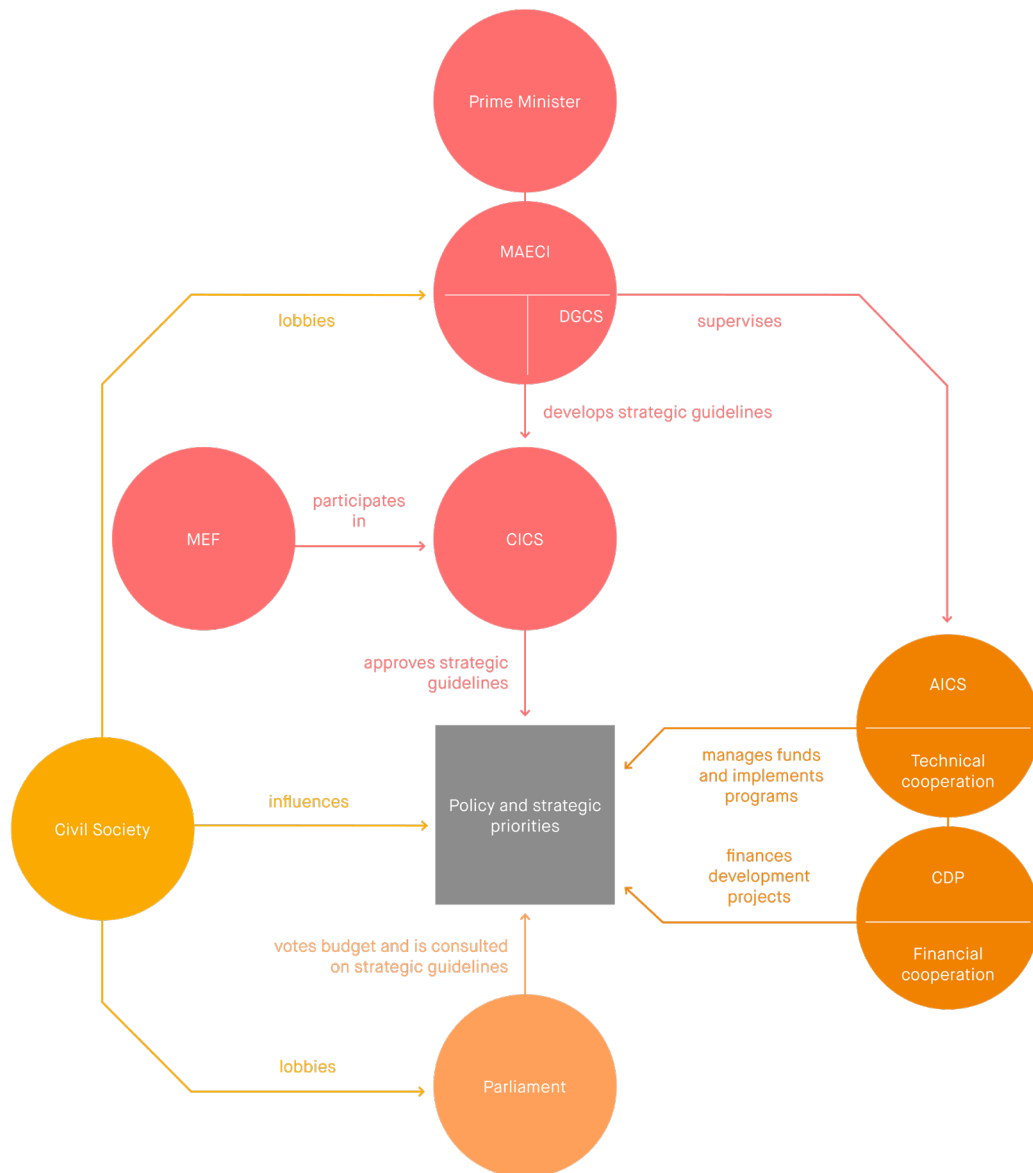 Prime Minister
MAECI
DGCS
lobbies
supervises
develops strategic guidelines
participates
in
MEF
CICS
approves strategic
guidelines
AICS
Technical
cooperation
manages funds
and implements
programs
influences
Policy and strategic
priorities
Civil Society
finances
development
projects
CDP
Financial
cooperation
votes budget and is consulted
on strategic guidelines
lobbies
Parliament